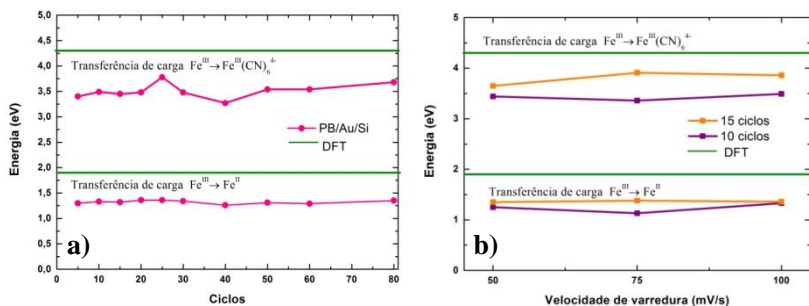 a)
Energia (eV)
5,0
4,5
4,0
3,5
3,0
2,5
2,0
1,5
1,0
0,5
0,0
Transferência de carga Fe^III→Fe^III(CN)6^4-
PB/Au/Si
DFT
Transferência de carga Fe^III→Fe^II
0 10 20 30 40 50 60 70 80
Ciclos
b)
Energia (eV)
5
4
3
2
1
0
Transferência de carga Fe^III→Fe^III(CN)6^4-
15 ciclos
10 ciclos
DFT
Transferência de carga Fe^III→Fe^II
50 75 100
Velocidade de varredura (mV/s)